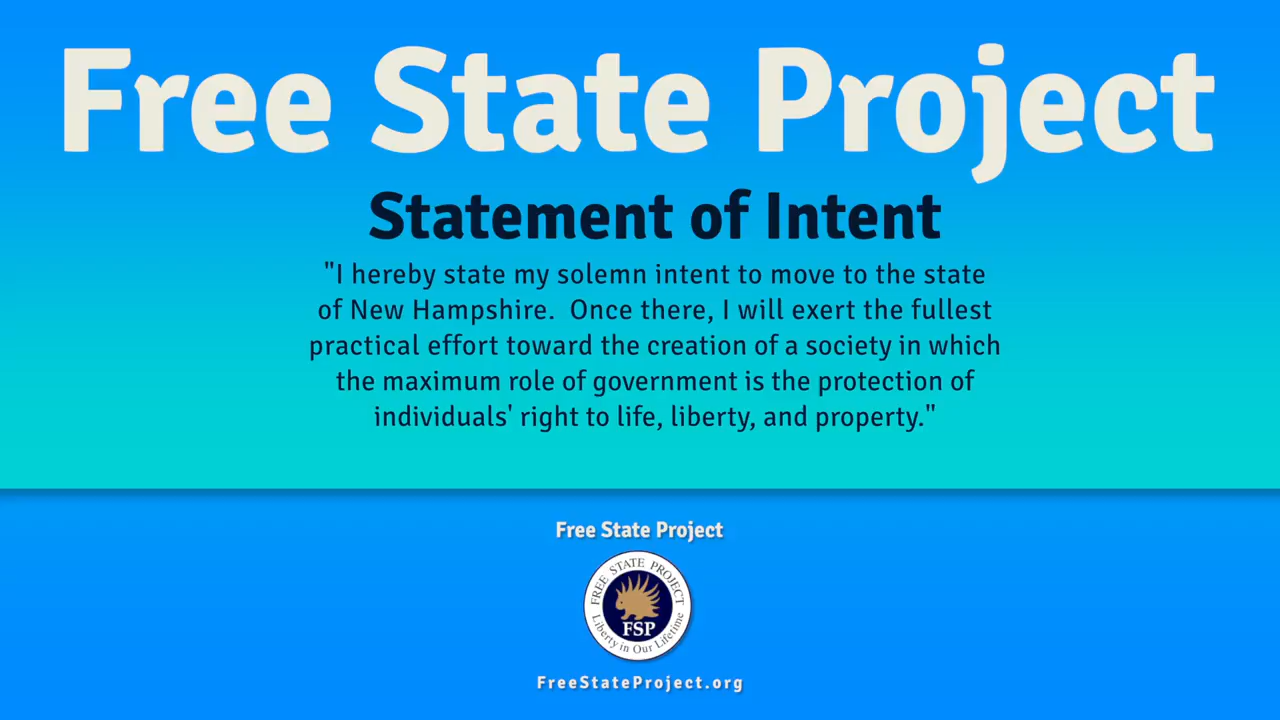 Free State Project
Statement of Intent
"I hereby state my solemn intent to move to the state
of New Hampshire.  Once there, I will exert the fullest
practical effort toward the creation of a society in which
the maximum role of government is the protection of
individuals' right to life, liberty, and property."
Free State Project
FREE STATE PROJECT
FSP
Liberty in Our Lifetime
FreeStateProject.org